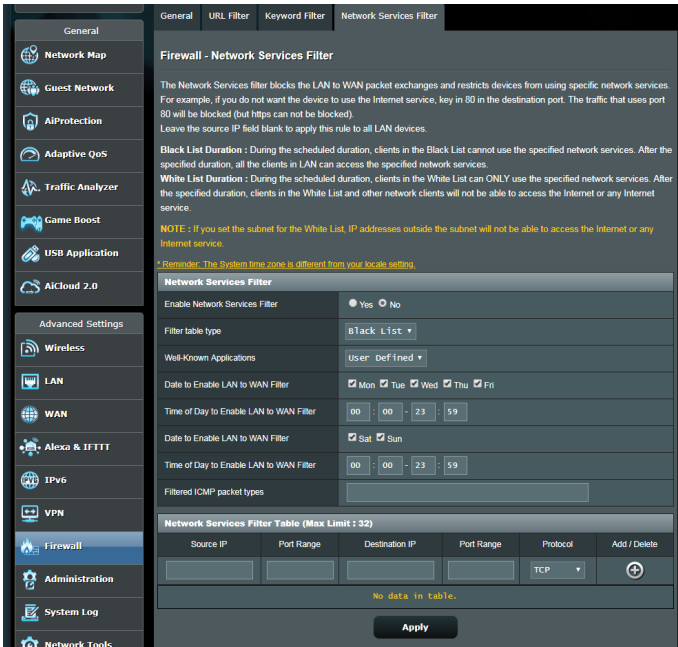 General
Network Map
Guest Network
AiProtection
Adaptive QoS
Traffic Analyzer
Game Boost
USB Application
AiCloud 2.0
Advanced Settings
Wireless
LAN
WAN
Alexa & IFTTT
IPv6
VPN
Firewall
Administration
System Log
Network Tools
General URL Filter Keyword Filter Network Services Filter
Firewall - Network Services Filter
The Network Services filter blocks the LAN to WAN packet exchanges and restricts devices from using specific network services.
For example, if you do not want the device to use the Internet service, key in 80 in the destination port. The traffic that uses port
80 will be blocked (but https can not be blocked).
Leave the source IP field blank to apply this rule to all LAN devices.
Black List Duration : During the scheduled duration, clients in the Black List cannot use the specified network services. After the
specified duration, all the clients in LAN can access the specified network services.
White List Duration : During the scheduled duration, clients in the White List can ONLY use the specified network services. After
the specified duration, clients in the White List and other network clients will not be able to access the Internet or any Internet
service.
NOTE : If you set the subnet for the White List, IP addresses outside the subnet will not be able to access the Internet or any
Internet service.
* Reminder: The System time zone is different from your locale setting.
Network Services Filter
Enable Network Services Filter Yes No
Filter table type Black List
Well-Known Applications User Defined
Date to Enable LAN to WAN Filter Mon Tue Wed Thu Fri
Time of Day to Enable LAN to WAN Filter 00 : 00 - 23 : 59
Date to Enable LAN to WAN Filter Sat Sun
Time of Day to Enable LAN to WAN Filter 00 : 00 - 23 : 59
Filtered ICMP packet types
Network Services Filter Table (Max Limit : 32)
Source IP Port Range Destination IP Port Range Protocol Add / Delete
TCP
No data in table.
Apply